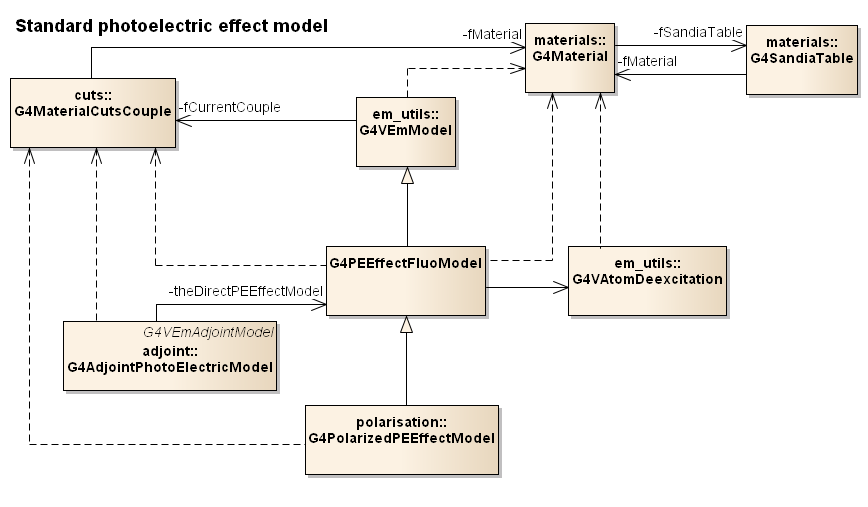 Standard photoelectric effect model
-fMaterial
materials::
G4Material
-fSandiaTable
-fMaterial
materials::
G4SandiaTable
cuts::
G4MaterialCutsCouple
-fCurrentCouple
em_utils::
G4VEmModel
G4PEEffectFluoModel
em_utils::
G4VAtomDeexcitation
-theDirectPEEffectModel
G4VEmAdjointModel
adjoint::
G4AdjointPhotoElectricModel
polarisation::
G4PolarizedPEEffectModel